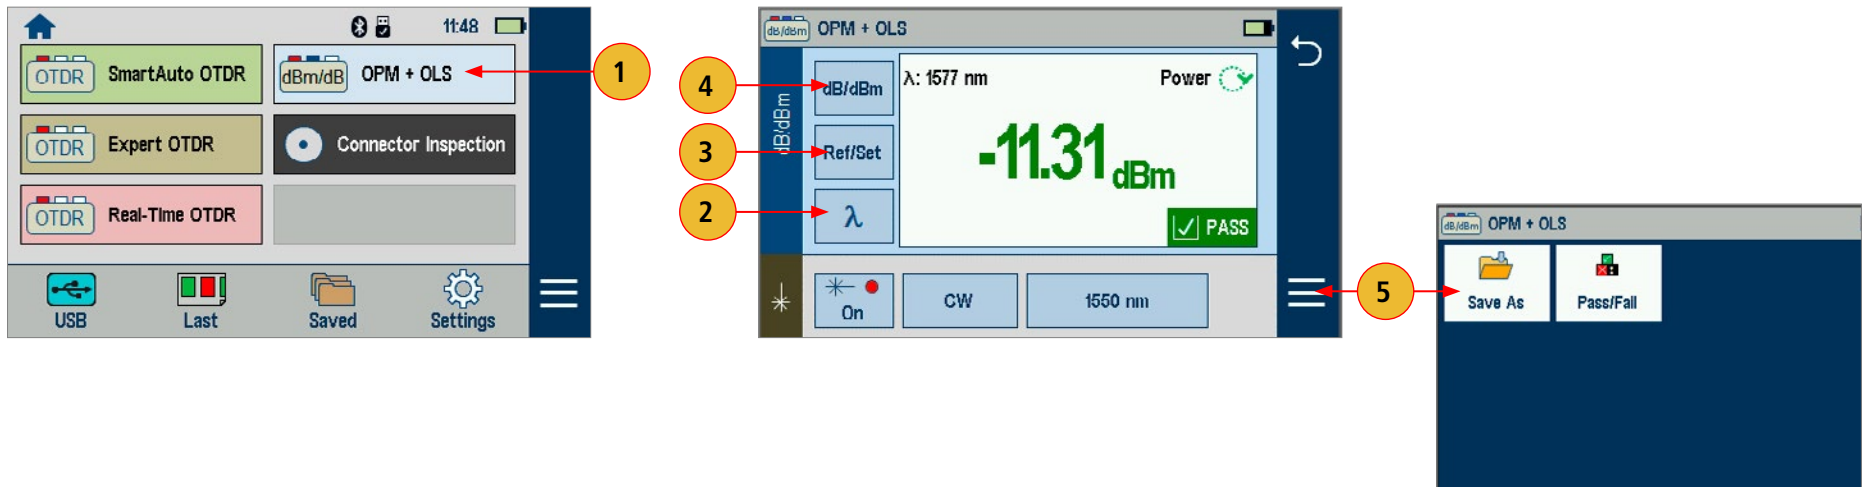 11:48
OTDR SmartAuto OTDR
dBm/dB OPM + OLS
1
OTDR Expert OTDR
Connector Inspection
OTDR Real-Time OTDR
USB
Last
Saved
Settings
dB/dBm OPM + OLS
dB/dBm
4
dB/dBm
3
Ref/Set
2
λ
λ: 1577 nm
Power
-11.31 dBm
PASS
On
CW
1550 nm
5
dB/dBm OPM + OLS
Save As
Pass/Fail